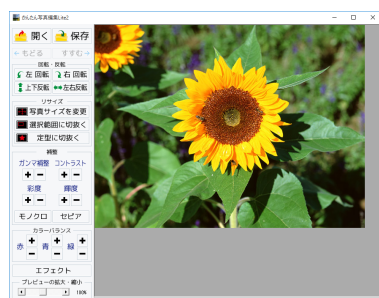 かんたん写真編集Lite2
開く 保存
←もどる すすむ→
回転・反転
左回転 右回転
上下反転 左右反転
リサイズ
写真サイズを変更
選択範囲に切抜く
定型に切抜く
補整
ガンマ補整 コントラスト
+ - + -
彩度 輝度
+ - + -
モノクロ セピア
カラーバランス
赤 + - 青 + - 緑 + -
エフェクト
プレビューの拡大・縮小
100%